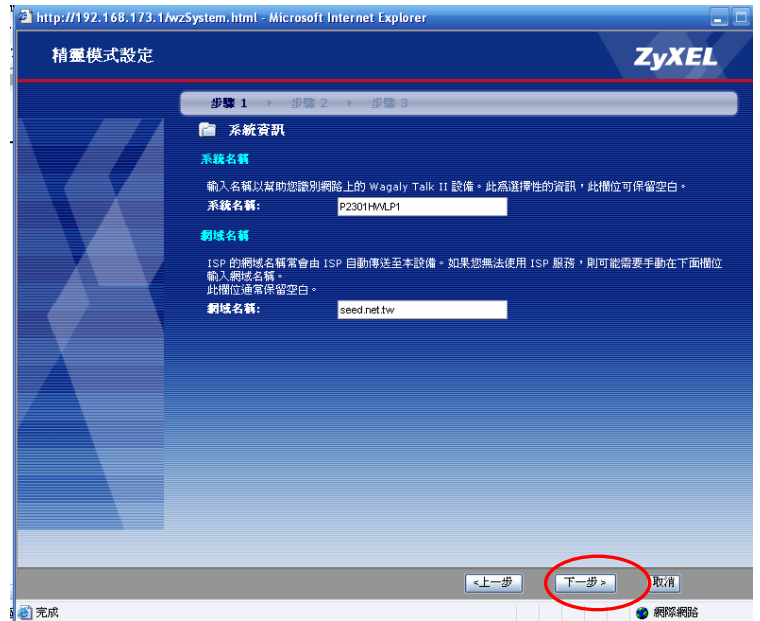 http://192.168.173.1/wzSystem.html - Microsoft Internet Explorer
精靈模式設定
ZyXEL
步驟 1 步驟 2 步驟 3
系統資訊
系統名稱
輸入名稱以幫助您識別網路上的 Wagaly Talk II 設備。此為選擇性的資訊，此欄位可保留空白。
系統名稱: P2301HWLP1
網域名稱
ISP 的網域名稱常會由 ISP 自動傳送至本設備。如果您無法使用 ISP 服務，則可能需要手動在下面欄位
輸入網域名稱。
此欄位通常保留空白。
網域名稱: seed.net.tw
<上一步 下一步> 取消
完成 網際網路